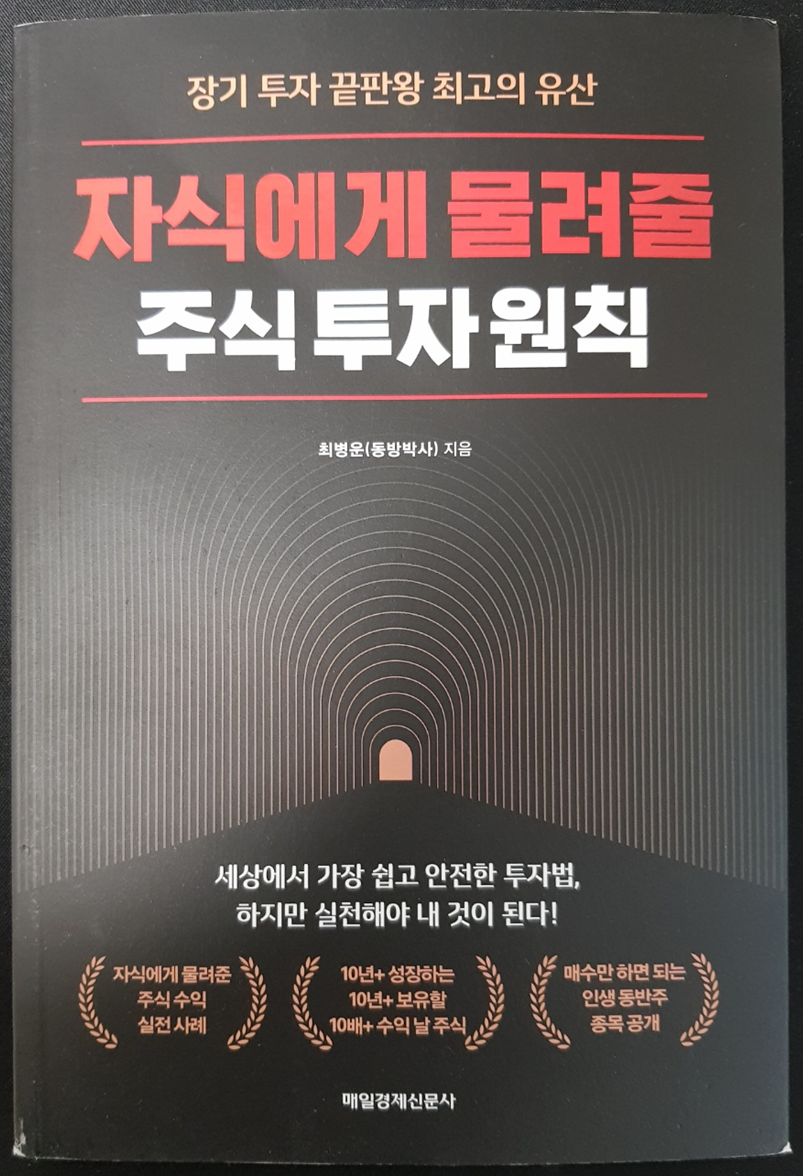 장기 투자 끝판왕 최고의 유산
자식에게 물려줄
주식 투자 원칙
최병운(동방박사) 지음
세상에서 가장 쉽고 안전한 투자법,
하지만 실천해야 내 것이 된다!
자식에게 물려준
주식 수익
실전 사례
10년+ 성장하는
10년+ 보유할
10배+ 수익 날 주식
매수만 하면 되는
인생 동반주
종목 공개
매일경제신문사